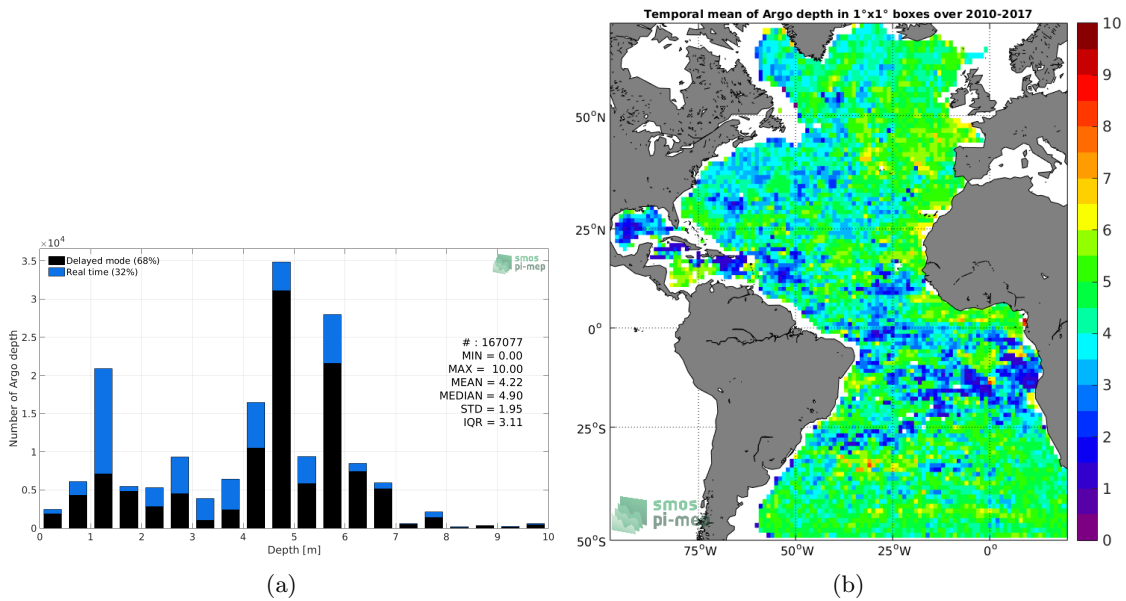 ×10⁴
Delayed mode (68%)
Real time (32%)
smos
pi-mep
3.5
3
2.5
2
1.5
1
0.5
0
Number of Argo depth
# : 167077
MIN = 0.00
MAX = 10.00
MEAN = 4.22
MEDIAN = 4.90
STD = 1.95
IQR = 3.11
0 1 2 3 4 5 6 7 8 9 10
Depth [m]
(a)
Temporal mean of Argo depth in 1°x1° boxes over 2010-2017
50°N
25°N
0°
25°S
50°S
75°W 50°W 25°W 0°
smos
pi-mep
10
9
8
7
6
5
4
3
2
1
0
(b)